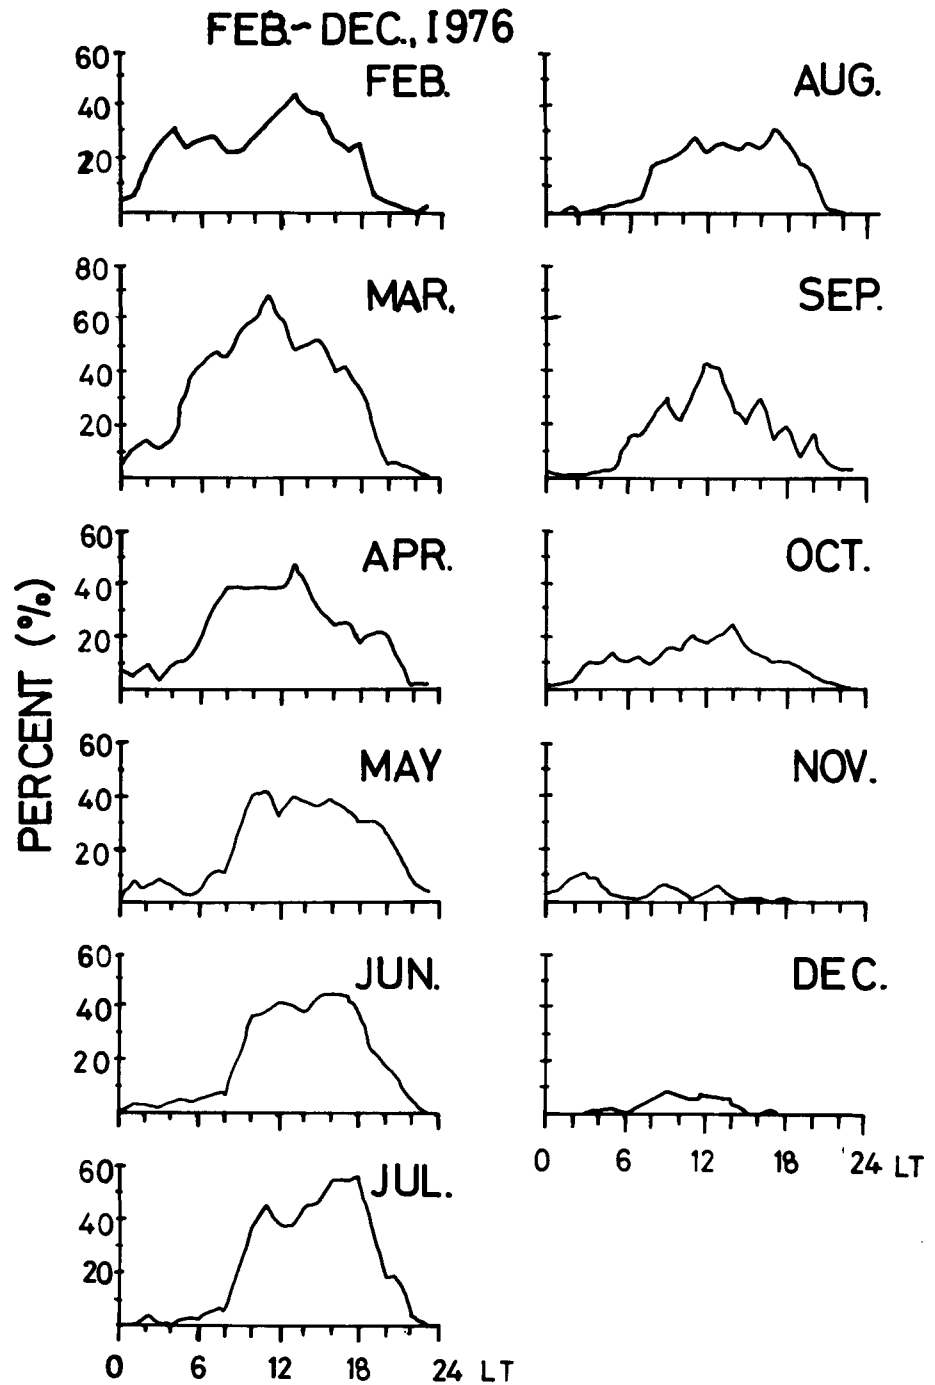 FEB.~ DEC., 1976
60
40
20
FEB.
80
60
40
20
MAR.
60
40
20
APR.
60
40
20
MAY
60
40
20
JUN.
60
40
20
JUL.
0 6 12 18 24 LT
PERCENT (%)
AUG.
SEP.
OCT.
NOV.
DEC.
0 6 12 18 24 LT